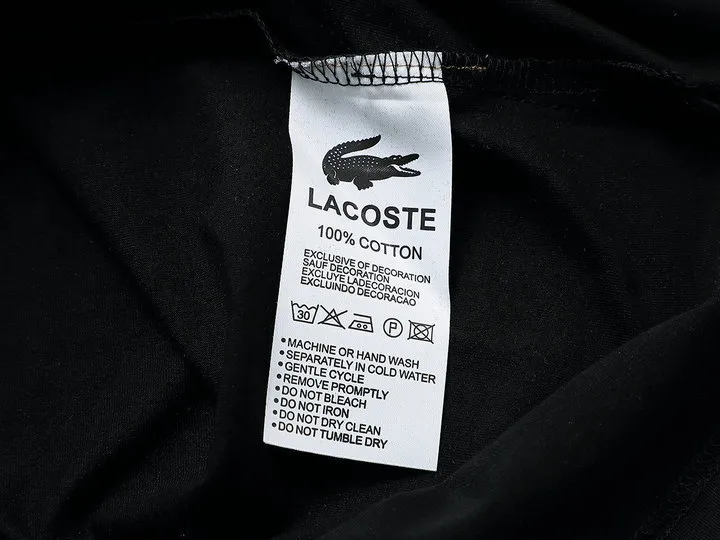 LACOSTE
100% COTTON
EXCLUSIVE OF DECORATION
SAUF DECORATION
EXCLUYE LADECORACION
EXCLUINDO DECORACAO
30 P
• MACHINE OR HAND WASH
• SEPARATELY IN COLD WATER
• GENTLE CYCLE
• REMOVE PROMPTLY
• DO NOT BLEACH
• DO NOT IRON
• DO NOT DRY CLEAN
• DO NOT TUMBLE DRY